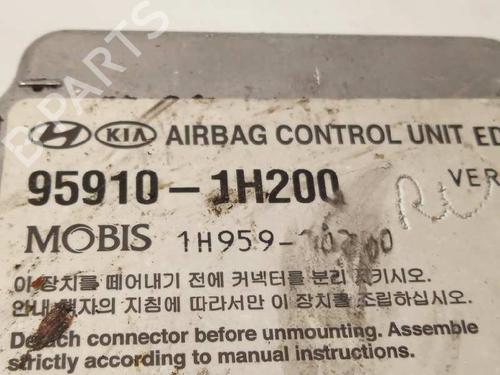 B PARTS
KIA AIRBAG CONTROL UNIT ED
95910-1H200 VER
MOBIS
이 장치를 떼어내기 전에 커넥터를 분리 시키시오.
안내 책자의 지침에 따라서만 이 장치를 조립하십시오.
Detach connector before unmounting. Assemble
strictly according to manual instructions.